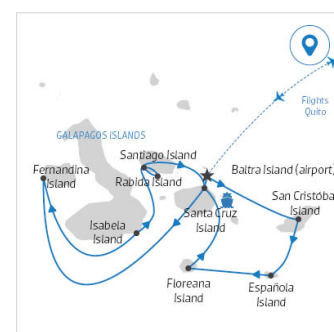 Flights
Quito
GALAPAGOS ISLANDS
Santiago Island
Baltra Island (airport)
Fernandina
Island
Rabida Island
San Cristóba
Island
Santa Cruz
Island
Isabela
Island
Floreana
Island
Española
Island